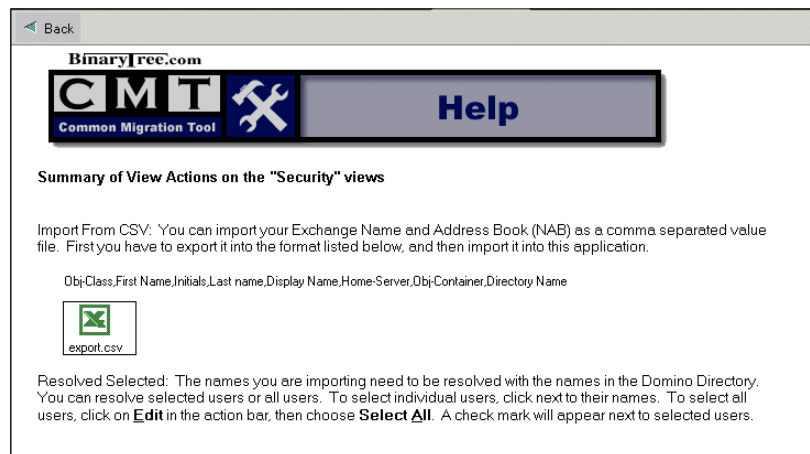 Back
BinaryTree.com
CMT
Common Migration Tool
Help
Summary of View Actions on the "Security" views
Import From CSV:  You can import your Exchange Name and Address Book (NAB) as a comma separated value
file.  First you have to export it into the format listed below, and then import it into this application.
Obj-Class,First Name,Initials,Last name,Display Name,Home-Server,Obj-Container,Directory Name
export.csv
Resolved Selected:  The names you are importing need to be resolved with the names in the Domino Directory.
You can resolve selected users or all users.  To select individual users, click next to their names.  To select all
users, click on Edit in the action bar, then choose Select All.  A check mark will appear next to selected users.